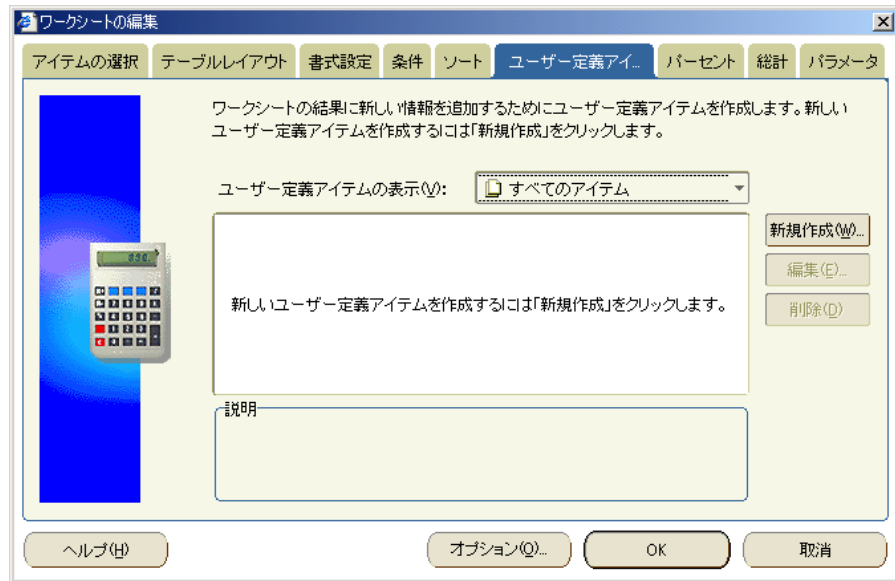 ワークシートの編集
アイテムの選択 テーブルレイアウト 書式設定 条件 ソート ユーザー定義アイ... パーセント 総計 パラメータ
ワークシートの結果に新しい情報を追加するためにユーザー定義アイテムを作成します。新しい
ユーザー定義アイテムを作成するには「新規作成」をクリックします。
ユーザー定義アイテムの表示(V): すべてのアイテム
新規作成(W)...
編集(E)...
削除(D)
新しいユーザー定義アイテムを作成するには「新規作成」をクリックします。
説明
ヘルプ(H) オプション(O)... OK 取消